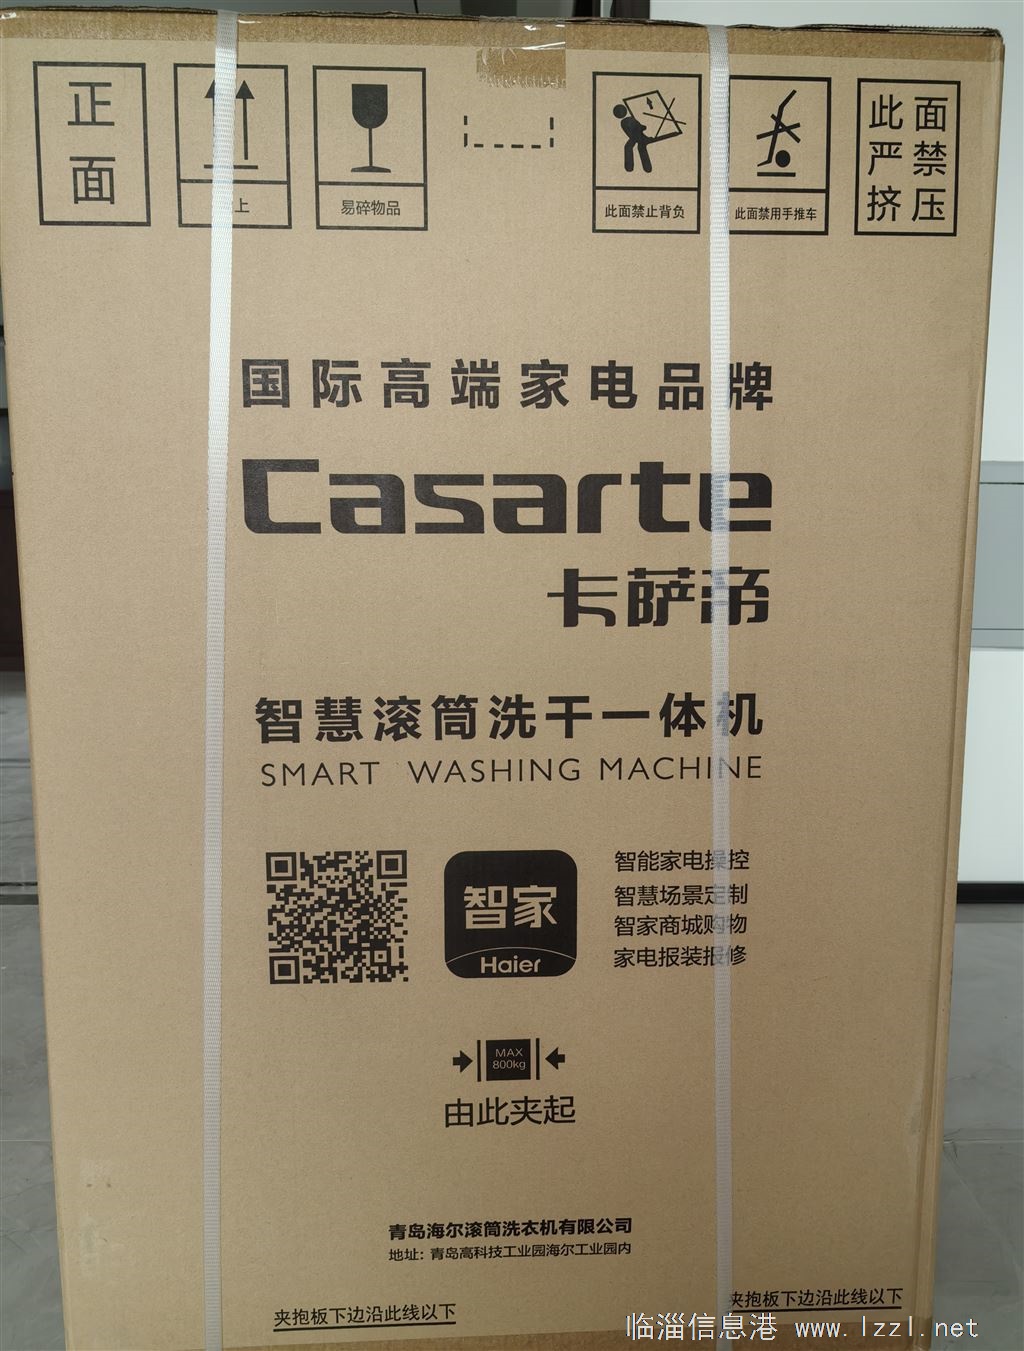 正面
上
易碎物品
此面禁止背负
此面禁用手推车
此面
严禁
挤压
国际高端家电品牌
Casarte
卡萨帝
智慧滚筒洗干一体机
SMART WASHING MACHINE
智能家电操控
智慧场景定制
智家商城购物
家电报装报修
智家
Haier
MAX
800kg
由此夹起
青岛海尔滚筒洗衣机有限公司
地址：青岛高科技工业园海尔工业园内
夹抱板下边沿此线以下
夹抱板下边沿此线以下
临淄信息港 www.lzzl.net